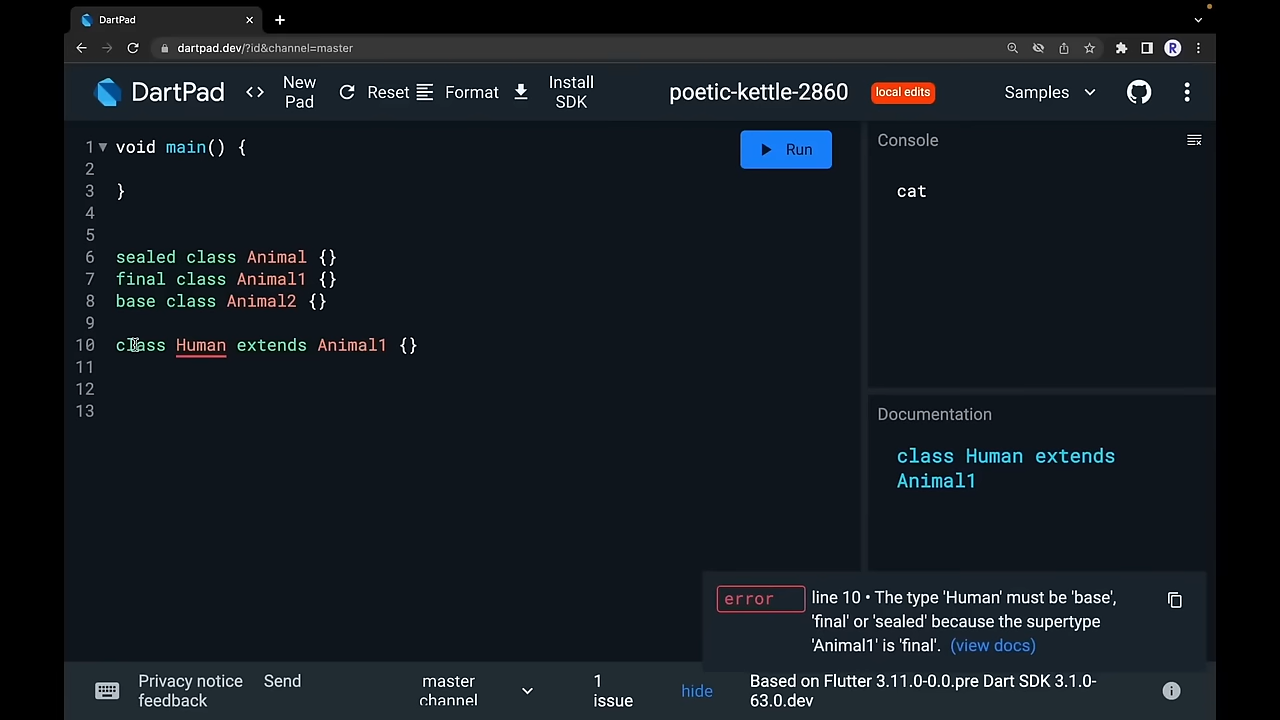 DartPad
dartpad.dev/?id&channel=master
R
DartPad
New Pad
Reset
Format
Install SDK
poetic-kettle-2860
local edits
Samples
1 void main() {
2
3 }
4
5
6 sealed class Animal {}
7 final class Animal1 {}
8 base class Animal2 {}
9
10 class Human extends Animal1 {}
11
12
13
Run
Console
cat
Documentation
class Human extends
Animal1
error
line 10 • The type 'Human' must be 'base',
'final' or 'sealed' because the supertype
'Animal1' is 'final'. (view docs)
Privacy notice
Send
feedback
master
channel
1
issue
hide
Based on Flutter 3.11.0-0.0.pre Dart SDK 3.1.0-
63.0.dev